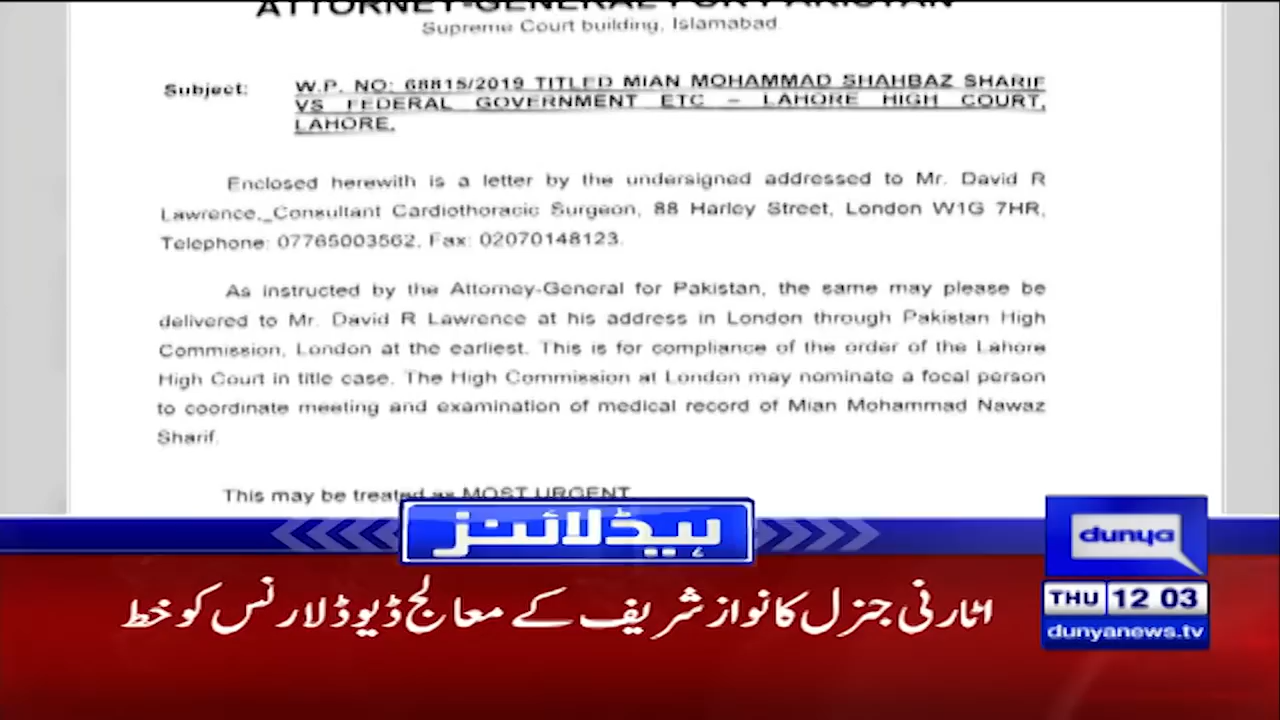 ATTORNEY-GENERAL FOR PAKISTAN
Supreme Court building, Islamabad.
Subject: W.P. NO: 68815/2019 TITLED MIAN MOHAMMAD SHAHBAZ SHARIF
VS FEDERAL GOVERNMENT ETC – LAHORE HIGH COURT,
LAHORE.
Enclosed herewith is a letter by the undersigned addressed to Mr. David R
Lawrence, Consultant Cardiothoracic Surgeon, 88 Harley Street, London W1G 7HR,
Telephone: 07765003562, Fax: 02070148123.
As instructed by the Attorney-General for Pakistan, the same may please be
delivered to Mr. David R Lawrence at his address in London through Pakistan High
Commission, London at the earliest. This is for compliance of the order of the Lahore
High Court in title case. The High Commission at London may nominate a focal person
to coordinate meeting and examination of medical record of Mian Mohammad Nawaz
Sharif.
This may be treated as MOST URGENT.
ہیڈلائنز
dunya
THU 12 03
dunyanews.tv
اٹارنی جنرل کا نواز شریف کے معالج ڈیوڈ لارنس کو خط